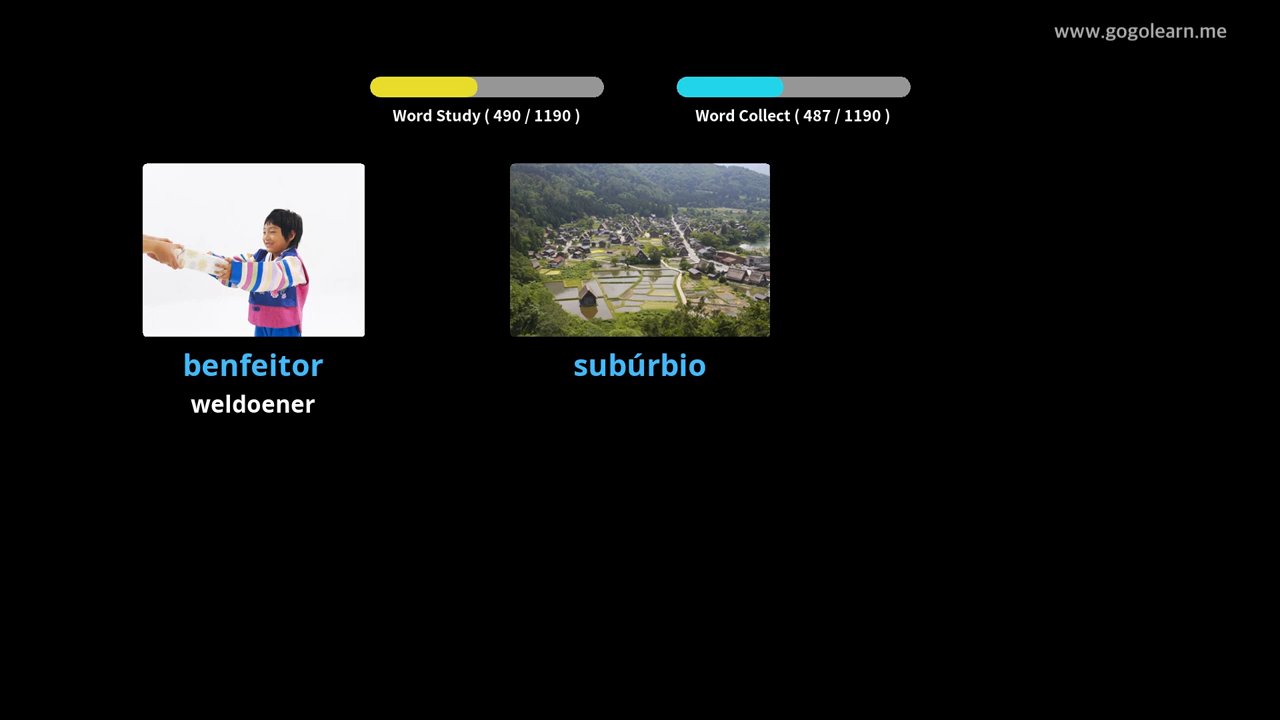 www.gogolearn.me
Word Study ( 490 / 1190 )
Word Collect ( 487 / 1190 )
benfeitor
weldoener
subúrbio